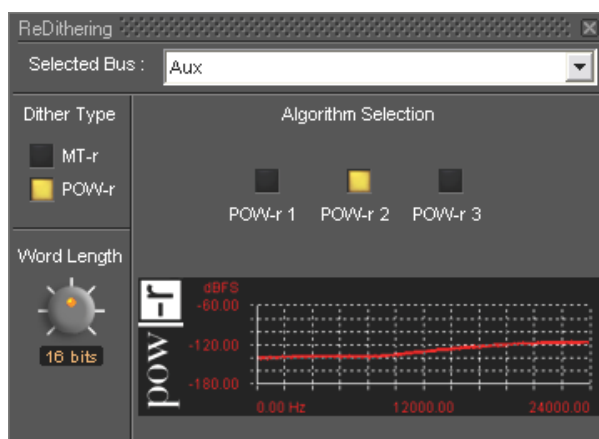 ReDithering
Selected Bus :
Aux
Dither Type
MT-r
POW-r
Word Length
16 bits
Algorithm Selection
POW-r 1
POW-r 2
POW-r 3
pow-r
dBFS
-60.00
-120.00
-180.00
0.00 Hz
12000.00
24000.00